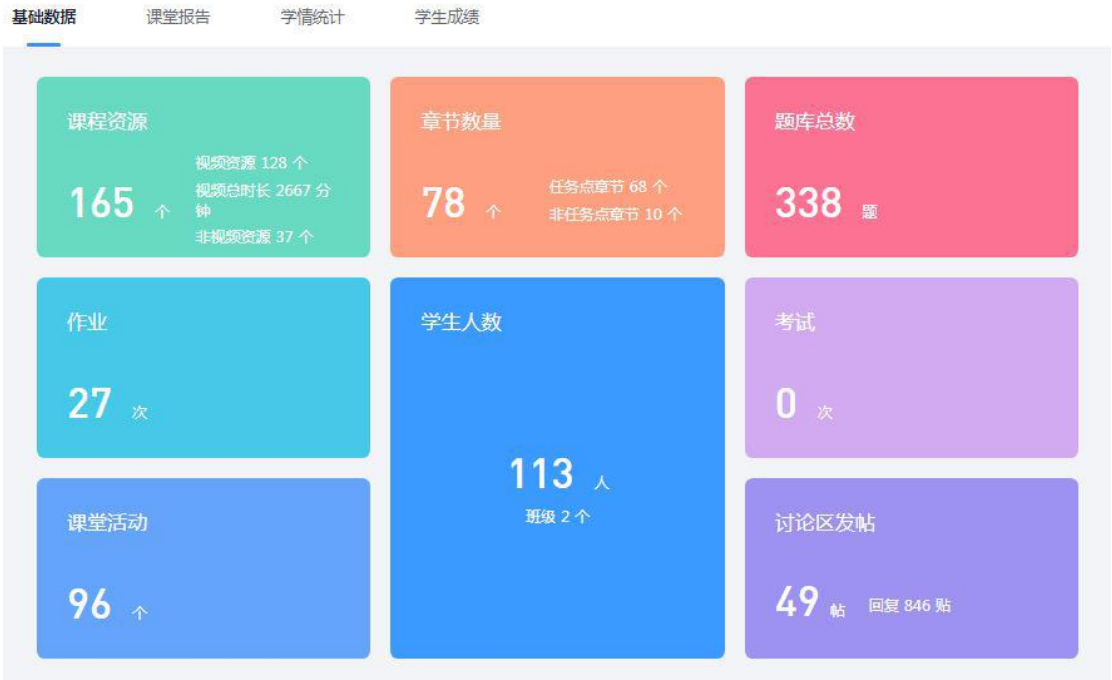 基础数据 课堂报告 学情统计 学生成绩
课程资源
165 个
视频资源 128 个
视频总时长 2667 分
钟
非视频资源 37 个
章节数量
78 个
任务点章节 68 个
非任务点章节 10 个
题库总数
338 题
作业
27 次
学生人数
113 人
班级 2 个
考试
0 次
课堂活动
96 个
讨论区发帖
49 帖 回复 846 贴